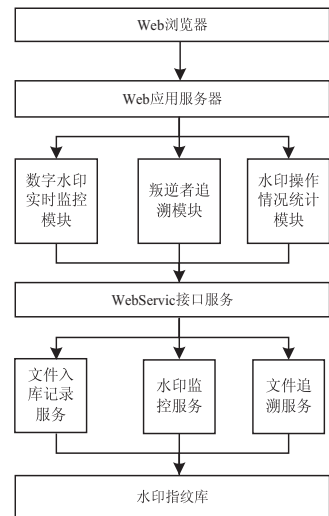 Web浏览器
Web应用服务器
数字水印
实时监控
模块
叛逆者追
溯模块
水印操作
情况统计
模块
WebServic接口服务
文件入
库记录
服务
水印监
控服务
文件追
溯服务
水印指纹库